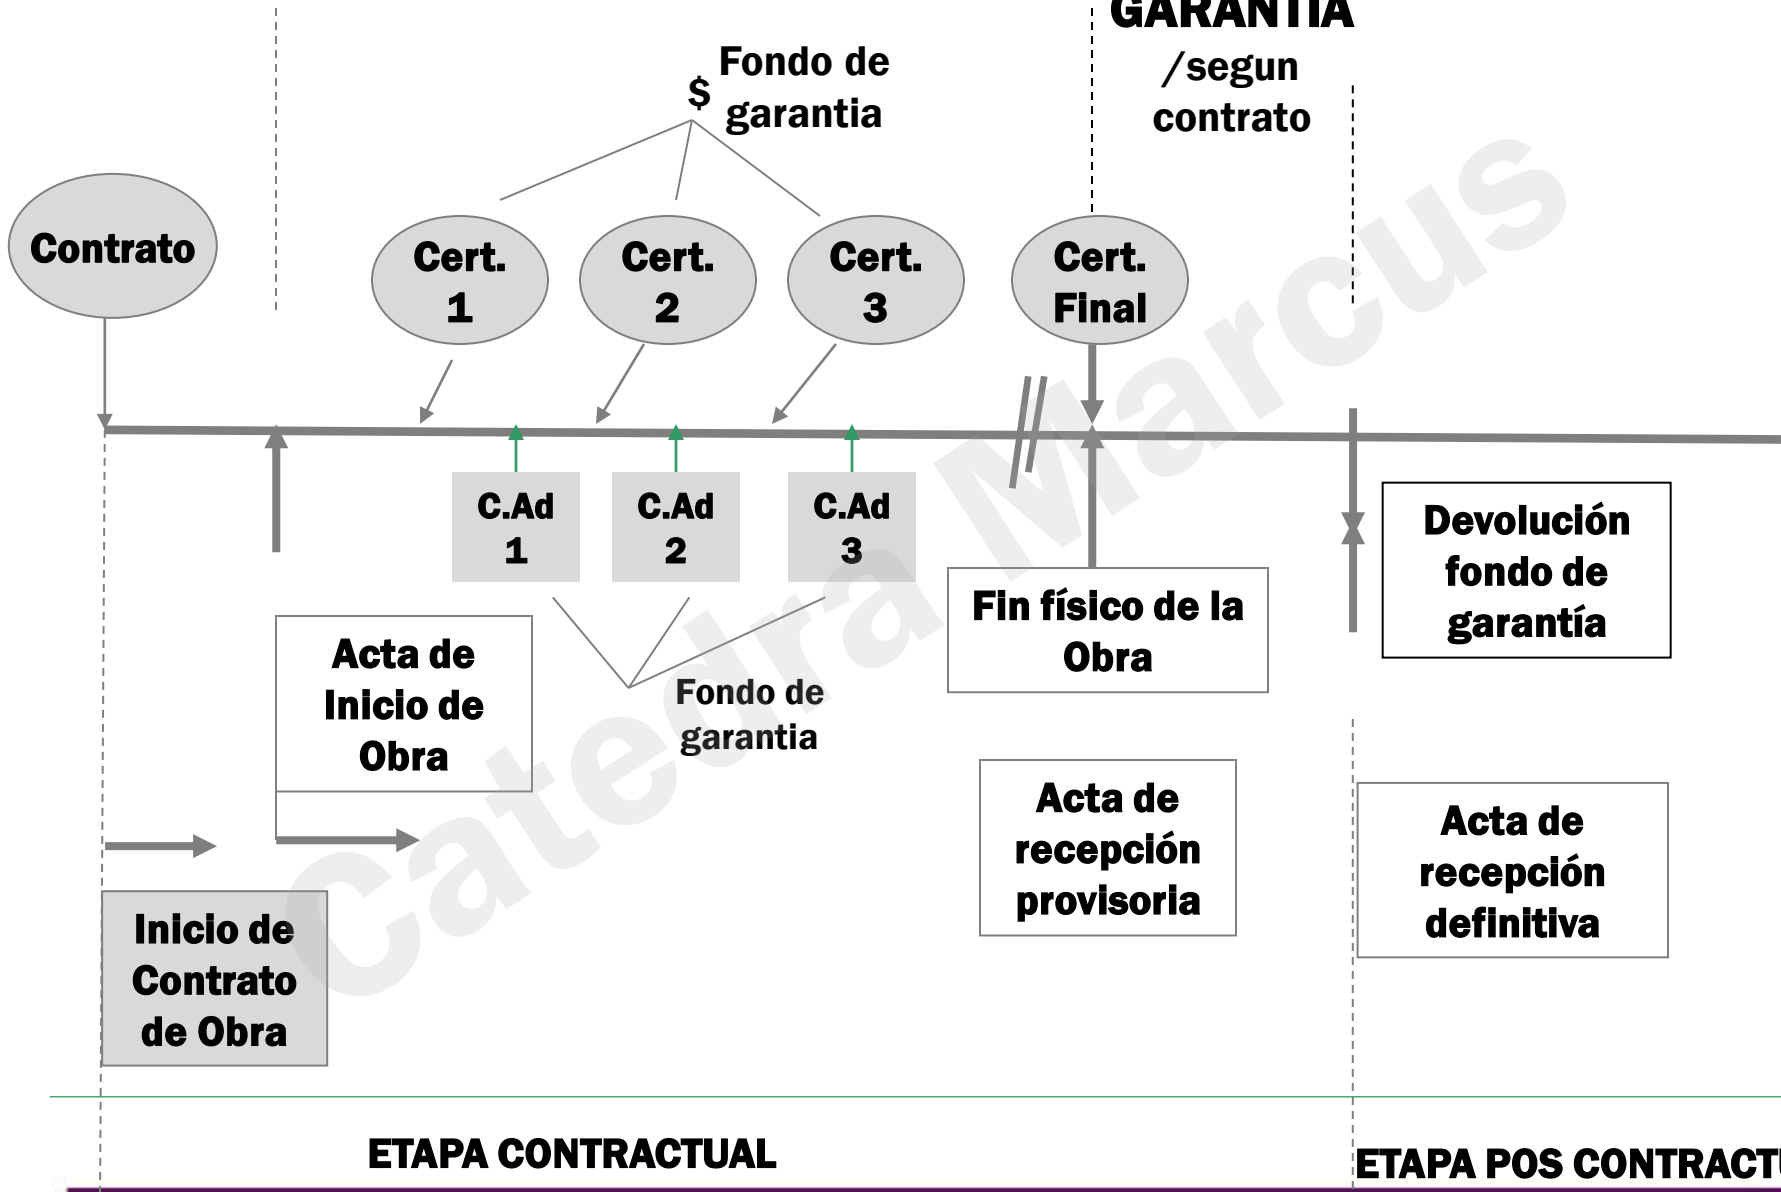 GARANTIA
/segun
contrato
Fondo de
$ garantia
Contrato
Cert.
1
Cert.
2
Cert.
3
Cert.
Final
C.Ad
1
C.Ad
2
C.Ad
3
Devolución
fondo de
garantía
Fin físico de la
Obra
Acta de
Inicio de
Obra
Fondo de
garantia
Acta de
recepción
provisoria
Acta de
recepción
definitiva
Inicio de
Contrato
de Obra
ETAPA CONTRACTUAL
ETAPA POS CONTRACTU
Catedra Marcus